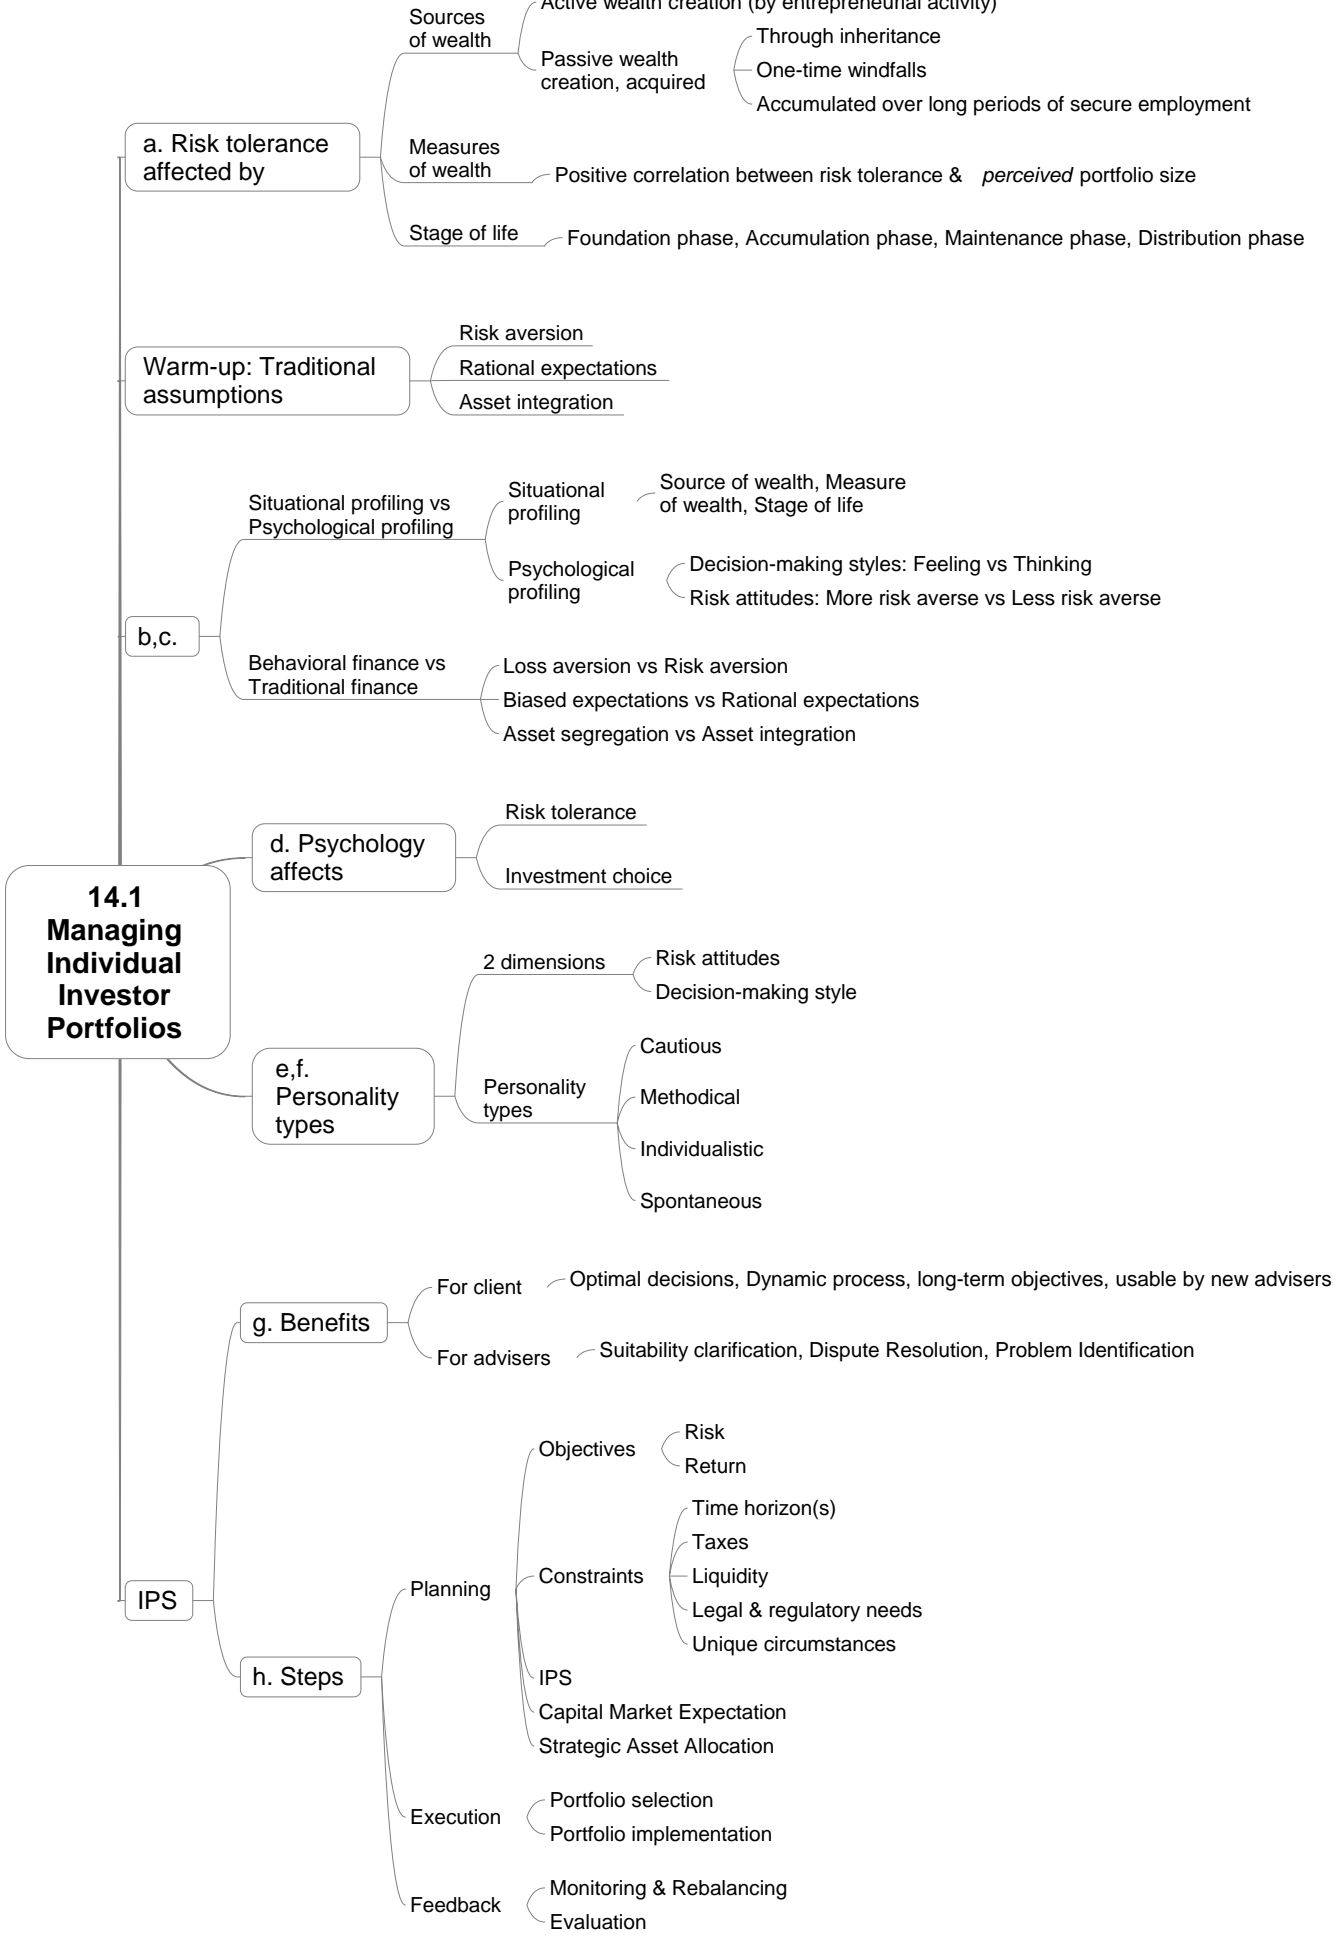 Active wealth creation (by entrepreneurial activity)
Sources
of wealth
Through inheritance
Passive wealth
creation, acquired
One-time windfalls
Accumulated over long periods of secure employment
a. Risk tolerance
affected by
Measures
of wealth
Positive correlation between risk tolerance & perceived portfolio size
Stage of life
Foundation phase, Accumulation phase, Maintenance phase, Distribution phase
Warm-up: Traditional
assumptions
Risk aversion
Rational expectations
Asset integration
b,c.
Situational profiling vs
Psychological profiling
Situational
profiling
Source of wealth, Measure
of wealth, Stage of life
Psychological
profiling
Decision-making styles: Feeling vs Thinking
Risk attitudes: More risk averse vs Less risk averse
Behavioral finance vs
Traditional finance
Loss aversion vs Risk aversion
Biased expectations vs Rational expectations
Asset segregation vs Asset integration
d. Psychology
affects
Risk tolerance
Investment choice
14.1
Managing
Individual
Investor
Portfolios
e,f.
Personality
types
2 dimensions
Risk attitudes
Decision-making style
Personality
types
Cautious
Methodical
Individualistic
Spontaneous
IPS
g. Benefits
For client
Optimal decisions, Dynamic process, long-term objectives, usable by new advisers
For advisers
Suitability clarification, Dispute Resolution, Problem Identification
h. Steps
Planning
Objectives
Risk
Return
Constraints
Time horizon(s)
Taxes
Liquidity
Legal & regulatory needs
Unique circumstances
IPS
Capital Market Expectation
Strategic Asset Allocation
Execution
Portfolio selection
Portfolio implementation
Feedback
Monitoring & Rebalancing
Evaluation